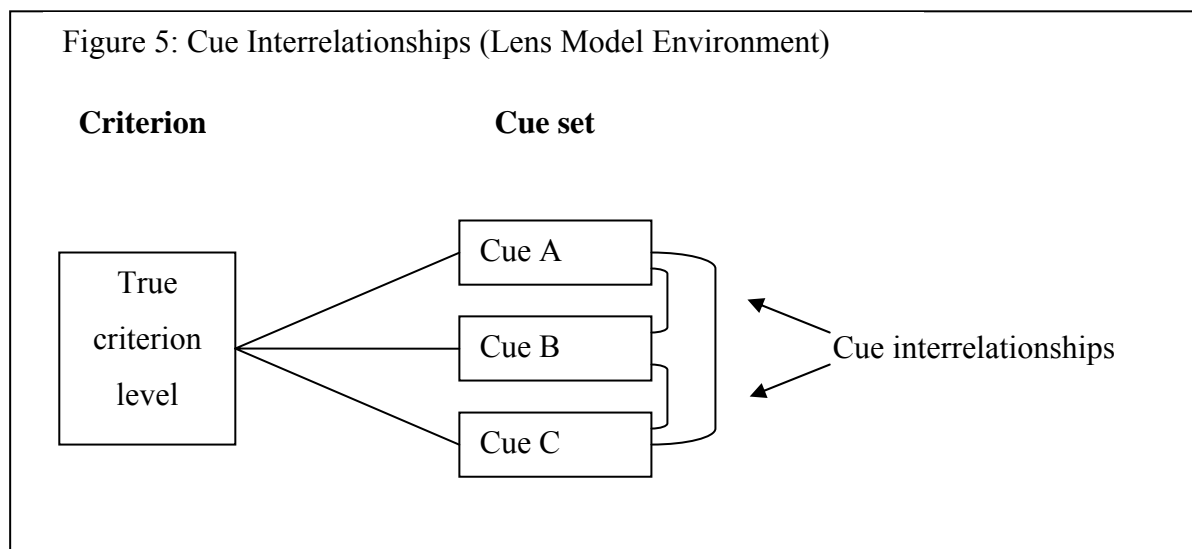 Figure 5: Cue Interrelationships (Lens Model Environment)
Criterion
Cue set
True
criterion
level
Cue A
Cue B
Cue C
Cue interrelationships